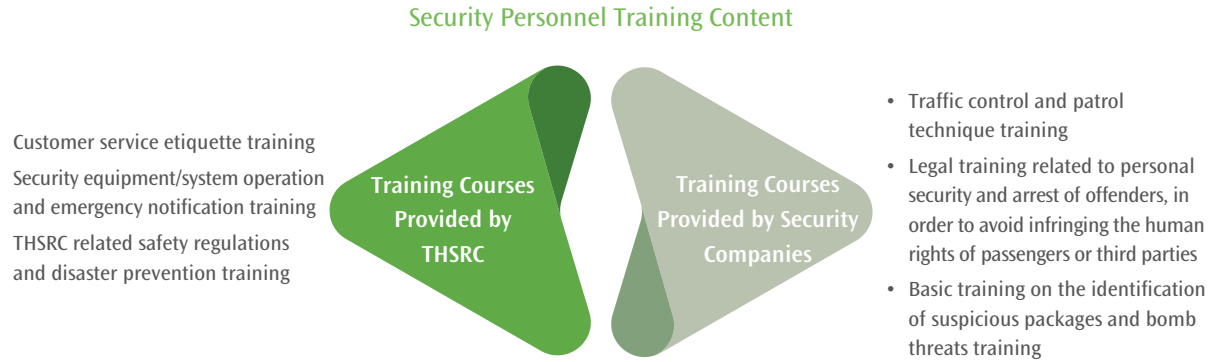 Security Personnel Training Content
Customer service etiquette training
Security equipment/system operation
and emergency notification training
THSRC related safety regulations
and disaster prevention training
Training Courses
Provided by
THSRC
Training Courses
Provided by Security
Companies
• Traffic control and patrol
technique training
• Legal training related to personal
security and arrest of offenders, in
order to avoid infringing the human
rights of passengers or third parties
• Basic training on the identification
of suspicious packages and bomb
threats training